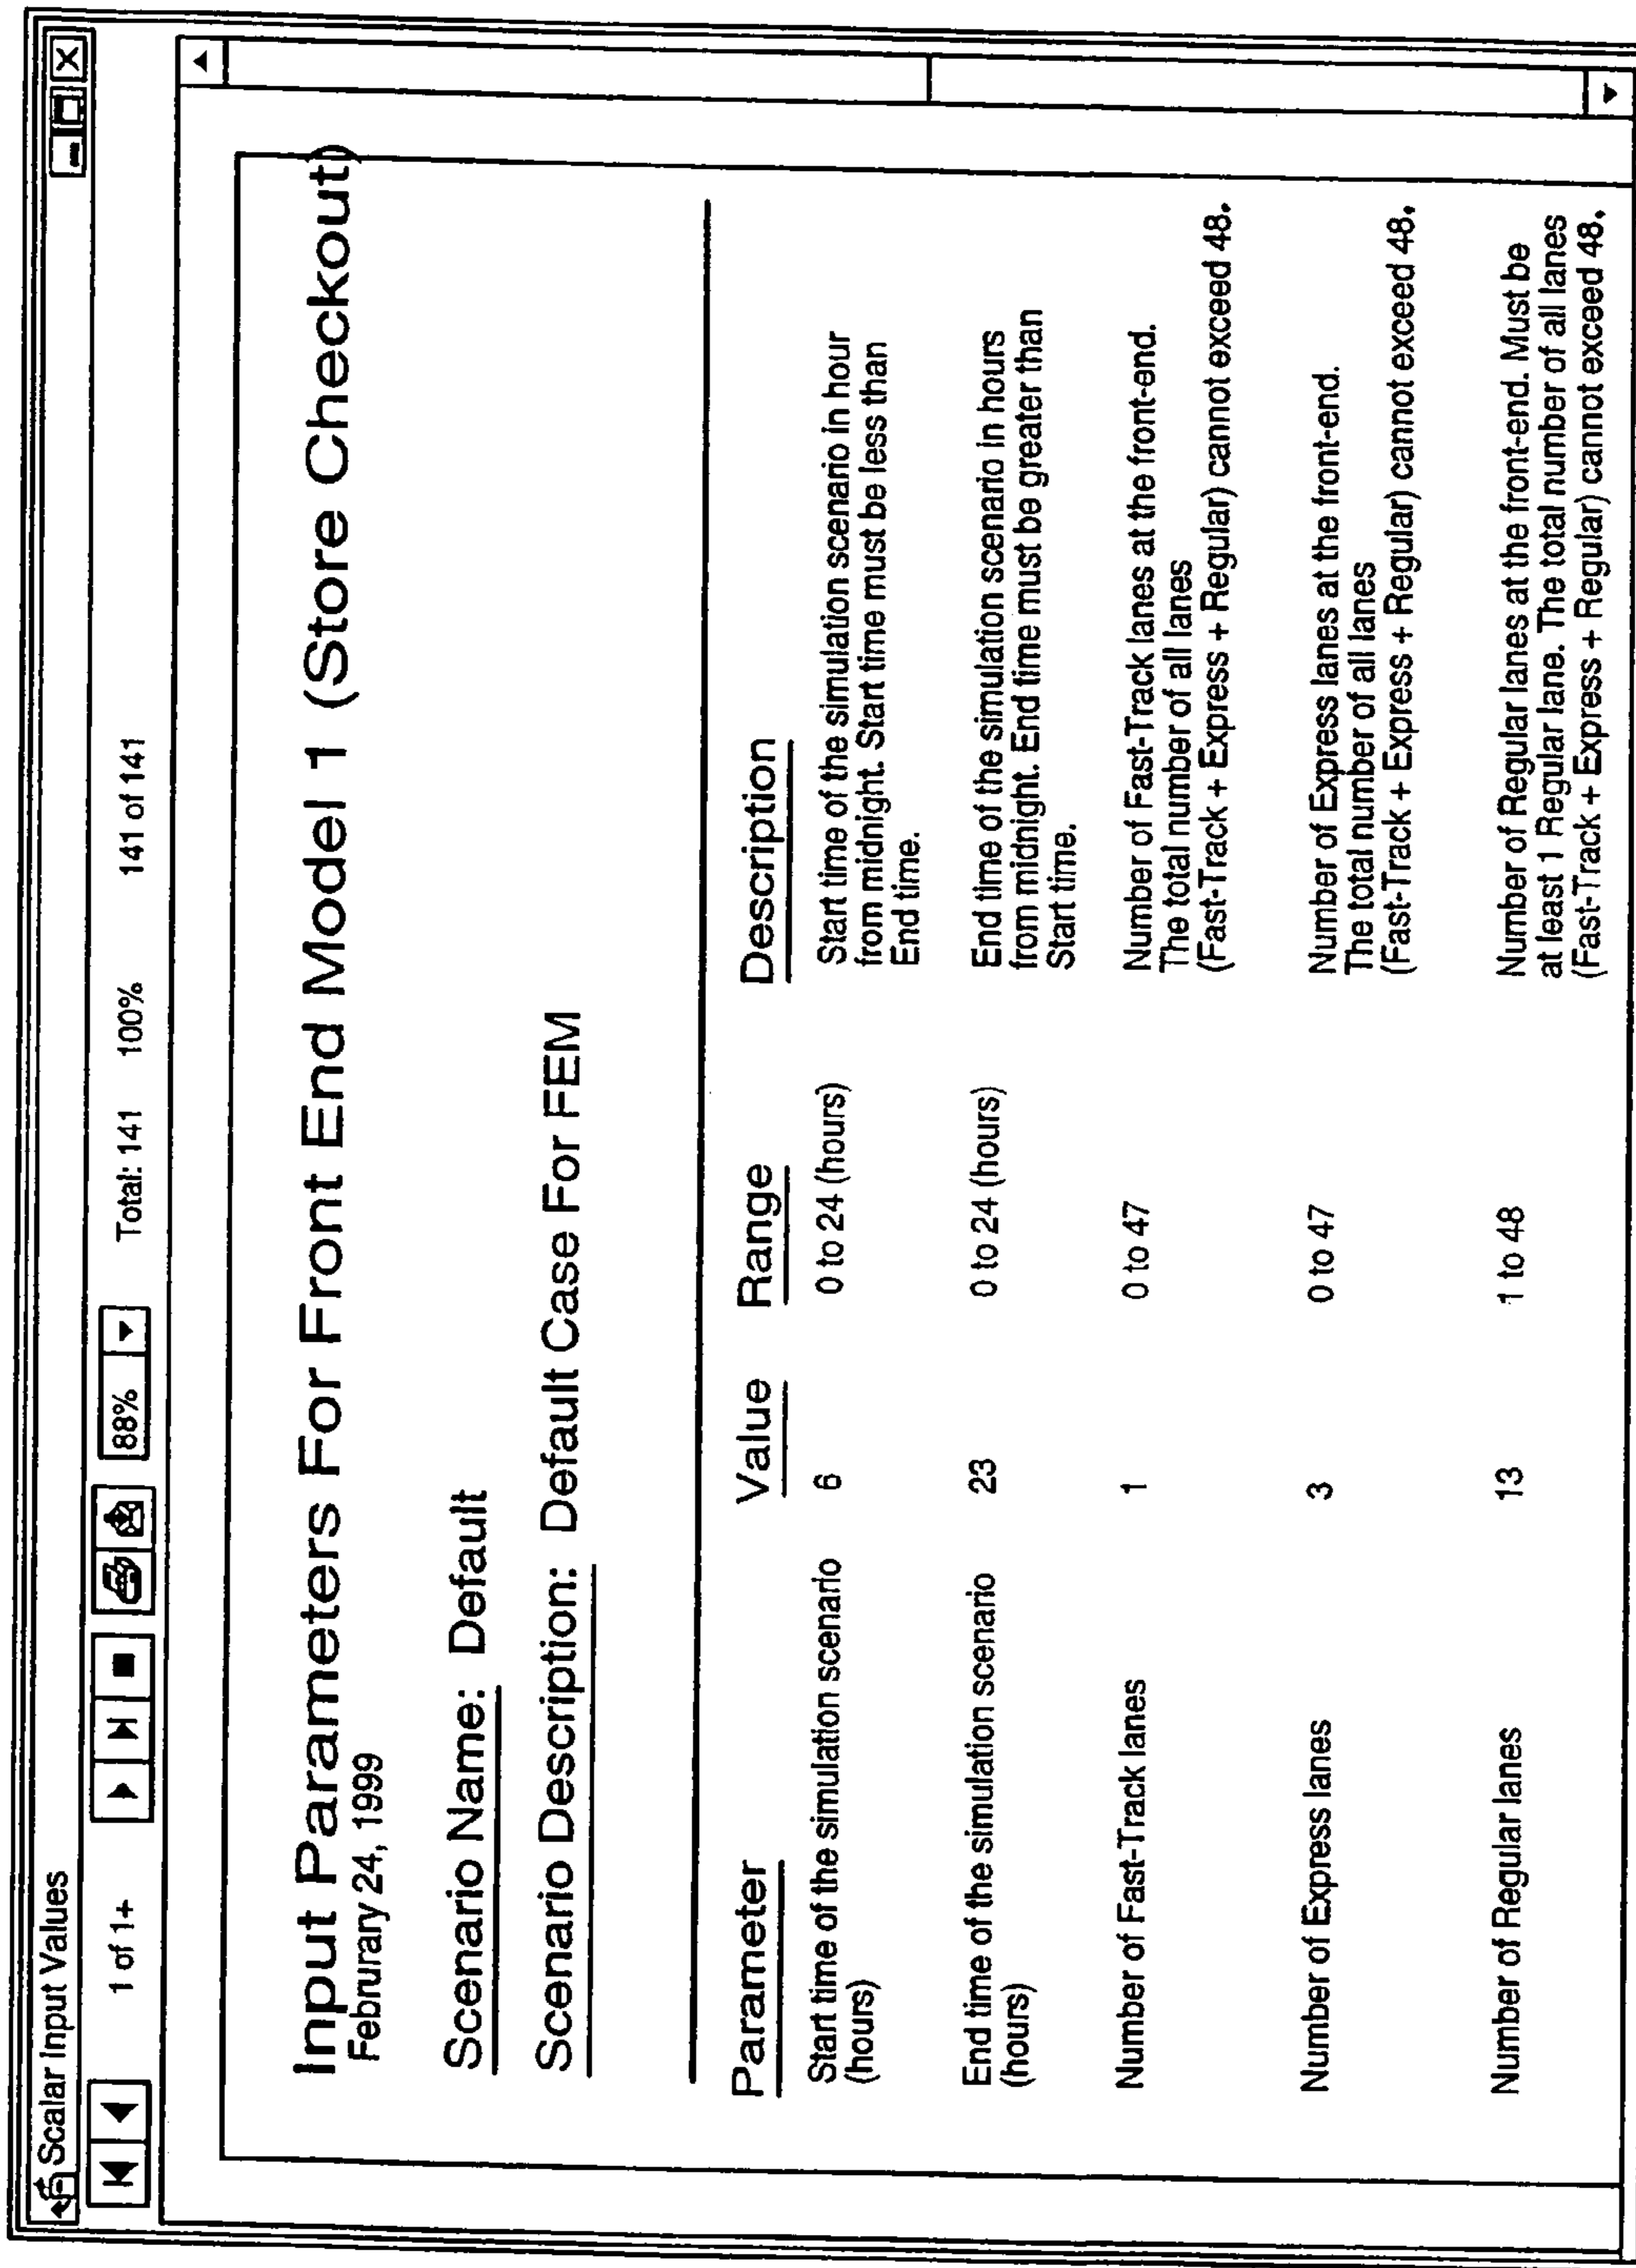 Scalar Input Values
1 of 1+ 88% Total: 141 100% 141 of 141
Input Parameters For Front End Model 1 (Store Checkout)
Februrary 24, 1999
Scenario Name: Default
Scenario Description: Default Case For FEM
Parameter Value Range Description
Start time of the simulation scenario 6 0 to 24 (hours) Start time of the simulation scenario in hour
(hours) from midnight. Start time must be less than
End time.
End time of the simulation scenario 23 0 to 24 (hours) End time of the simulation scenario in hours
(hours) from midnight. End time must be greater than
Start time.
Number of Fast-Track lanes 1 0 to 47 Number of Fast-Track lanes at the front-end.
The total number of all lanes
(Fast-Track + Express + Regular) cannot exceed 48.
Number of Express lanes 3 0 to 47 Number of Express lanes at the front-end.
The total number of all lanes
(Fast-Track + Express + Regular) cannot exceed 48.
Number of Regular lanes 13 1 to 48 Number of Regular lanes at the front-end. Must be
at least 1 Regular lane. The total number of all lanes
(Fast-Track + Express + Regular) cannot exceed 48.